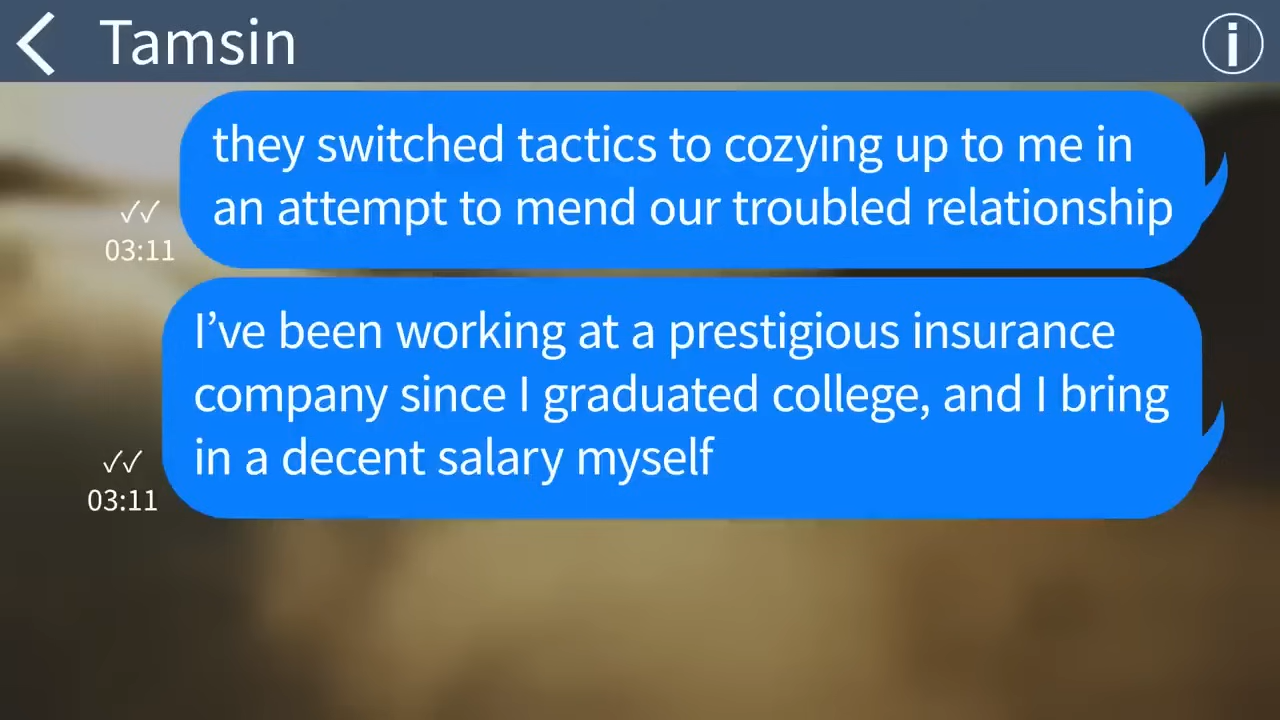 Tamsin
i
they switched tactics to cozying up to me in
an attempt to mend our troubled relationship
03:11
I’ve been working at a prestigious insurance
company since I graduated college, and I bring
in a decent salary myself
03:11